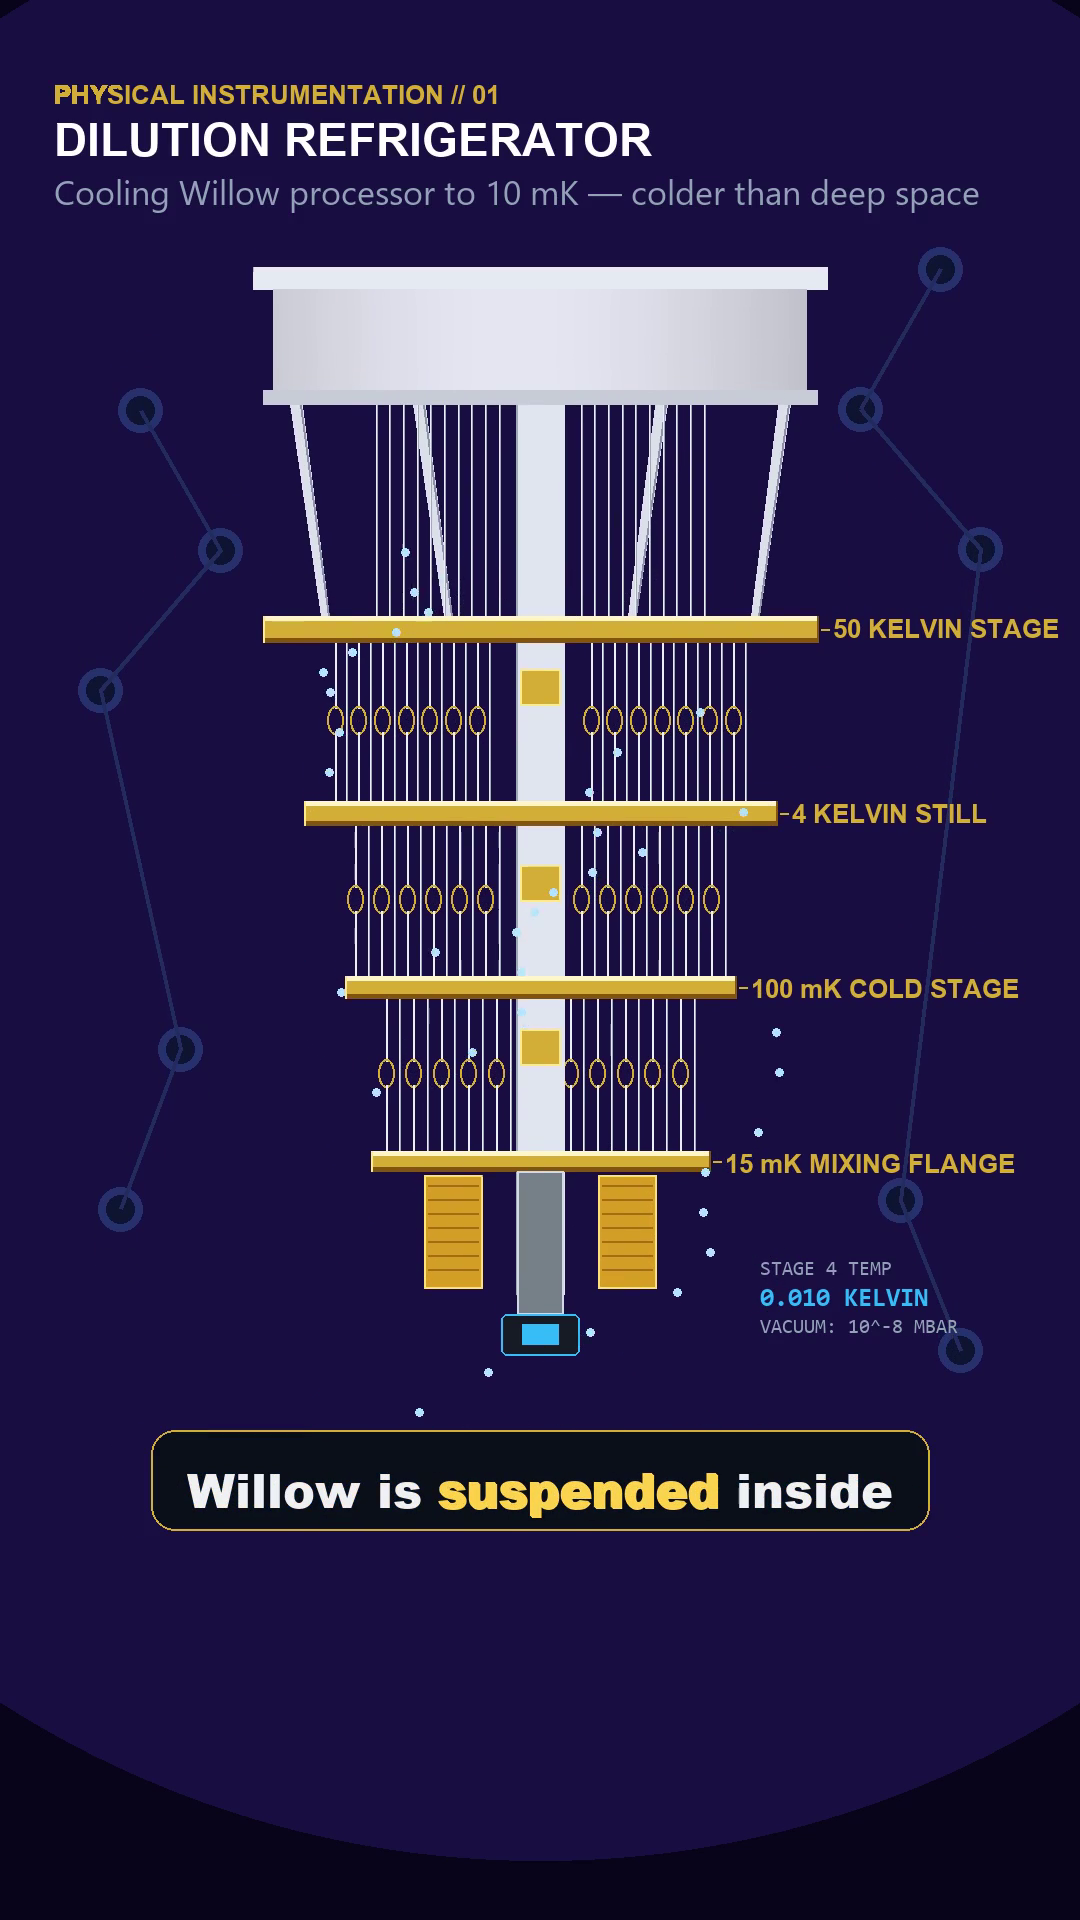 PHYSICAL INSTRUMENTATION // 01
DILUTION REFRIGERATOR
Cooling Willow processor to 10 mK — colder than deep space
50 KELVIN STAGE
4 KELVIN STILL
100 mK COLD STAGE
15 mK MIXING FLANGE
STAGE 4 TEMP
0.010 KELVIN
VACUUM: 10^-8 MBAR
Willow is suspended inside